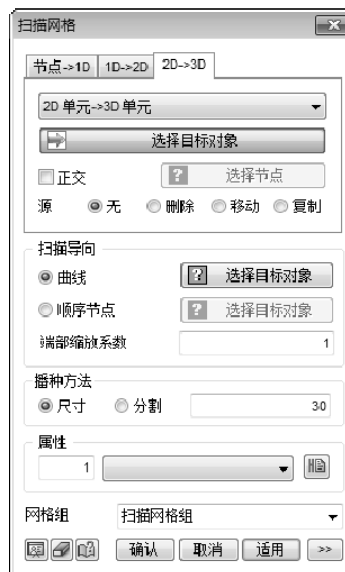 扫描网格
节点->1D 1D->2D 2D->3D
2D 单元->3D 单元
选择目标对象
正交 ? 选择节点
源 无 删除 移动 复制
扫描导向
曲线 ? 选择目标对象
顺序节点 ? 选择目标对象
端部缩放系数 1
播种方法
尺寸 分割 30
属性
1
网格组 扫描网格组
确认 取消 适用 >>